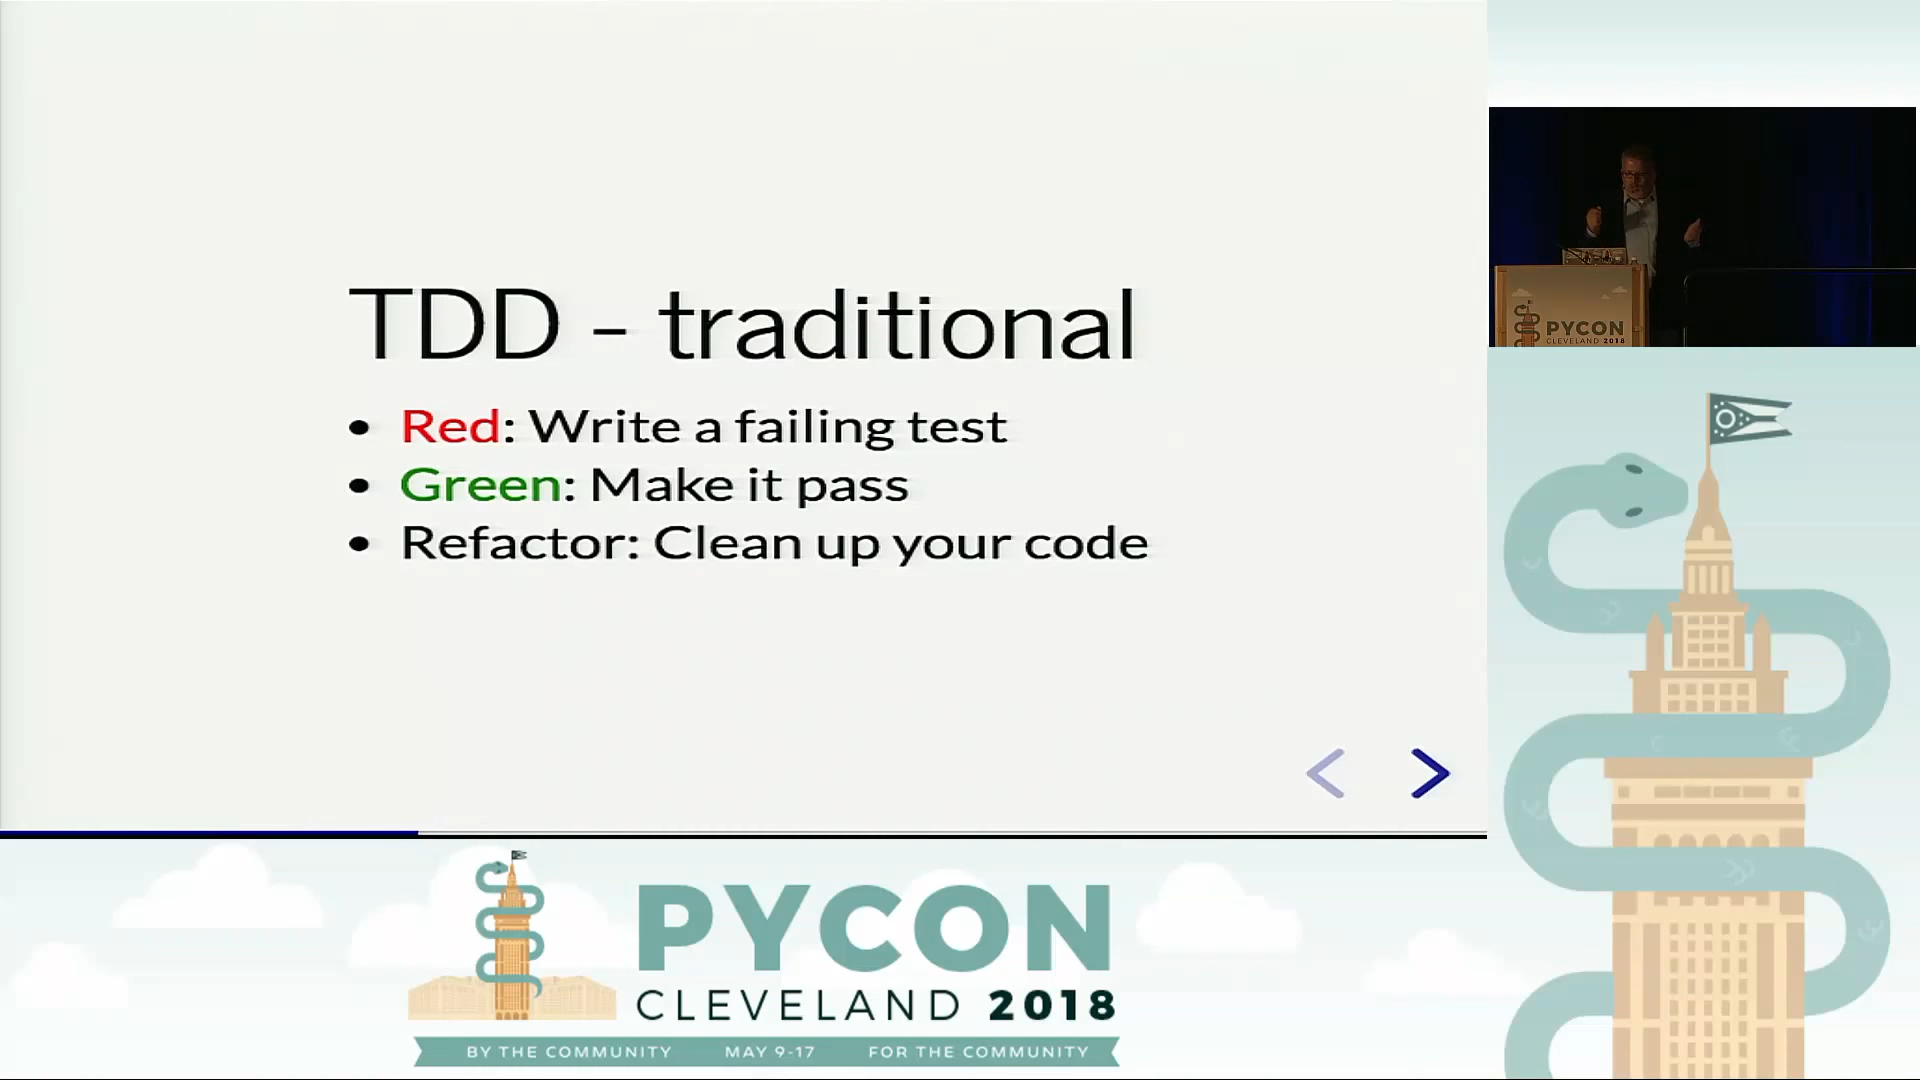 TDD - traditional
• Red: Write a failing test
• Green: Make it pass
• Refactor: Clean up your code
< >
PYCON
CLEVELAND 2018
PYCON
CLEVELAND 2018
BY THE COMMUNITY MAY 9-17 FOR THE COMMUNITY